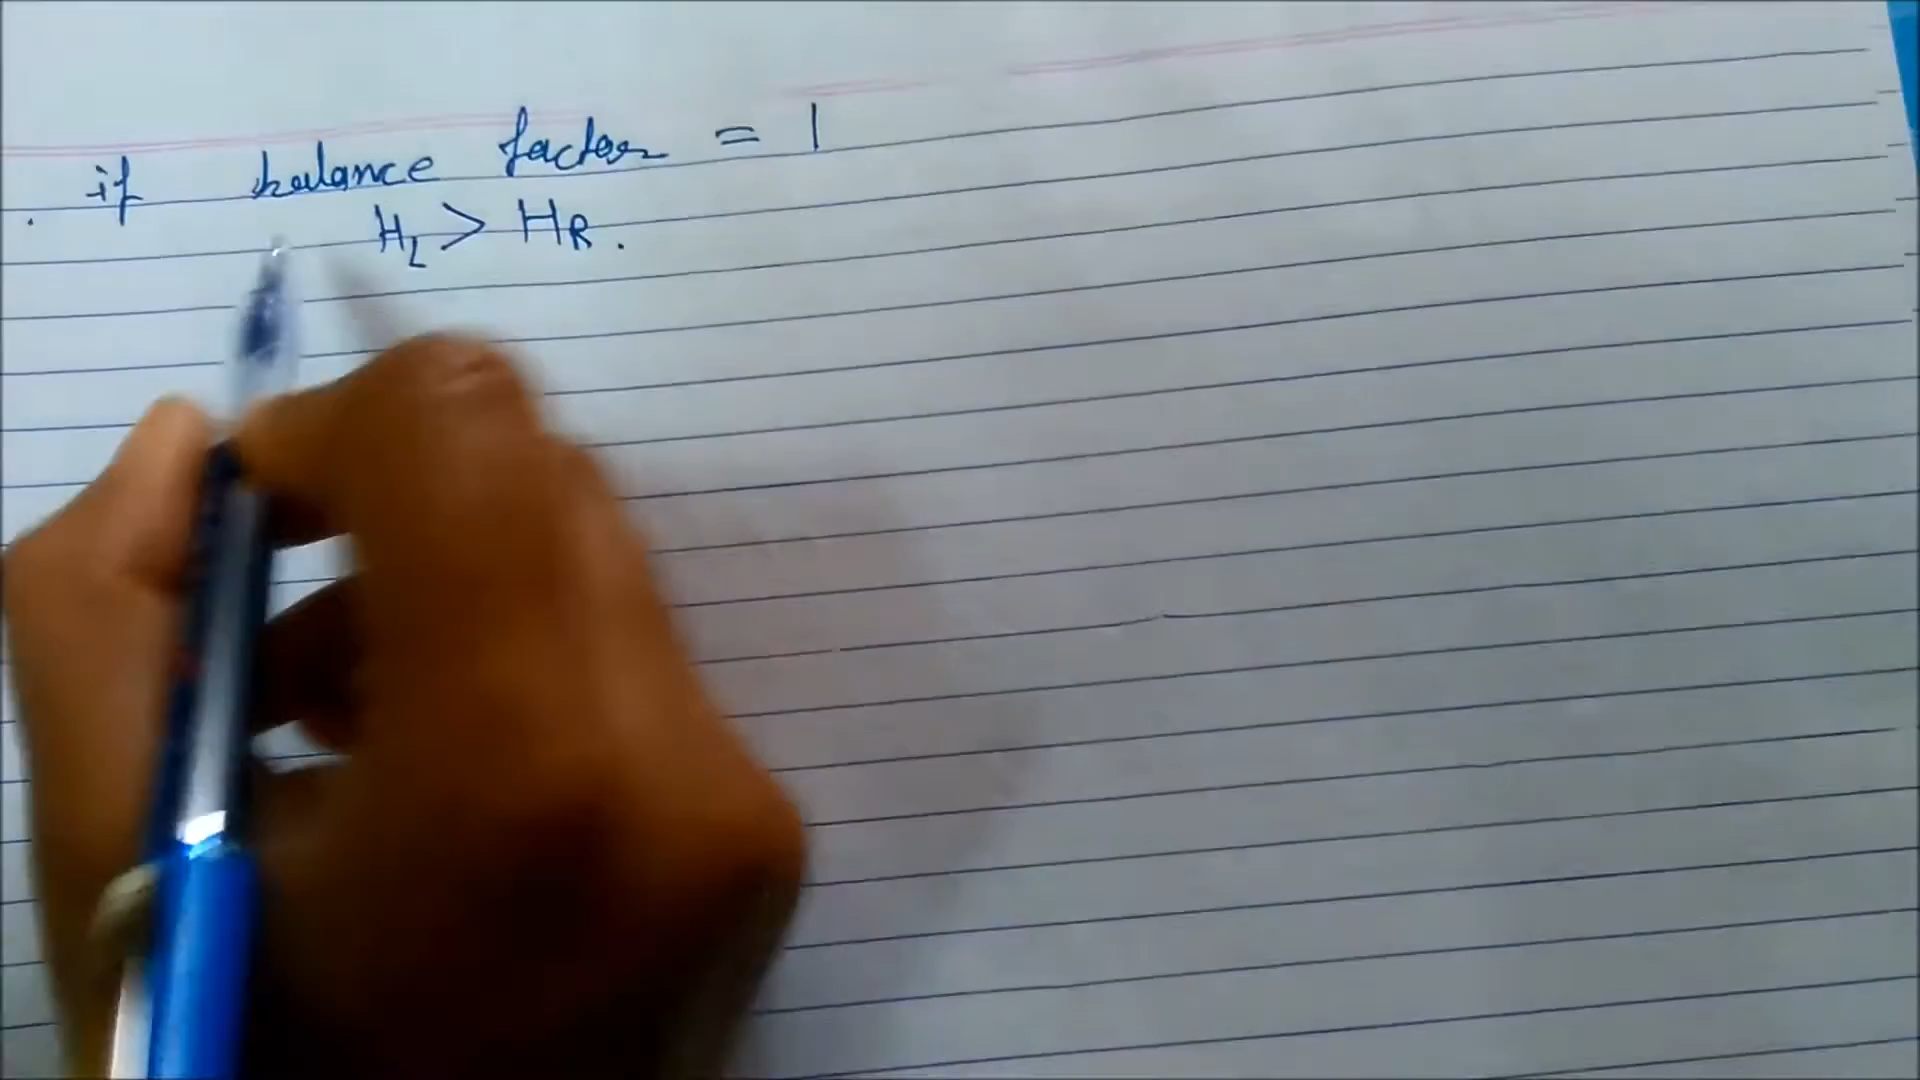 . if balance factor = 1
H_L > H_R.